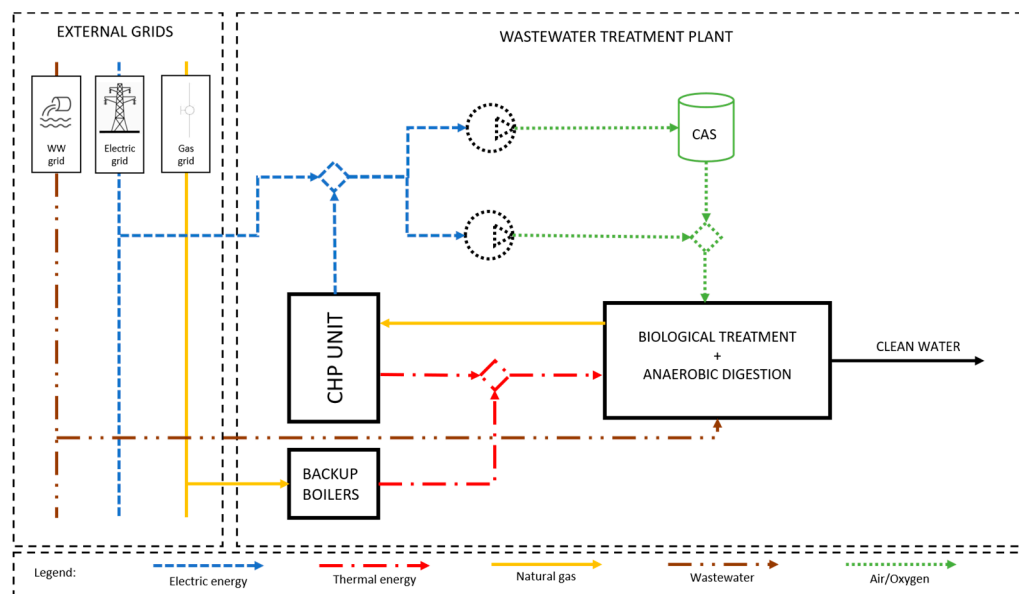 EXTERNAL GRIDS
WASTEWATER TREATMENT PLANT
WW
grid
Electric
grid
Gas
grid
CAS
CHP UNIT
BIOLOGICAL TREATMENT
+
ANAEROBIC DIGESTION
CLEAN WATER
BACKUP
BOILERS
Legend:
Electric energy
Thermal energy
Natural gas
Wastewater
Air/Oxygen